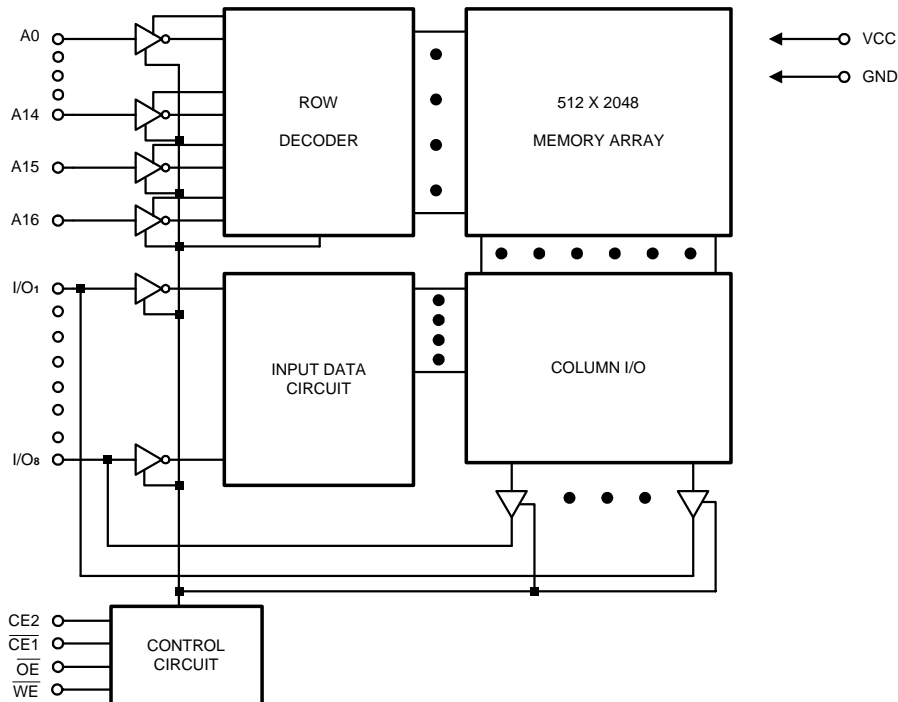 A0
A14
A15
A16
ROW
DECODER
512 X 2048
MEMORY ARRAY
VCC
GND
I/O1
I/O8
INPUT DATA
CIRCUIT
COLUMN I/O
CE2
CE1
OE
WE
CONTROL
CIRCUIT